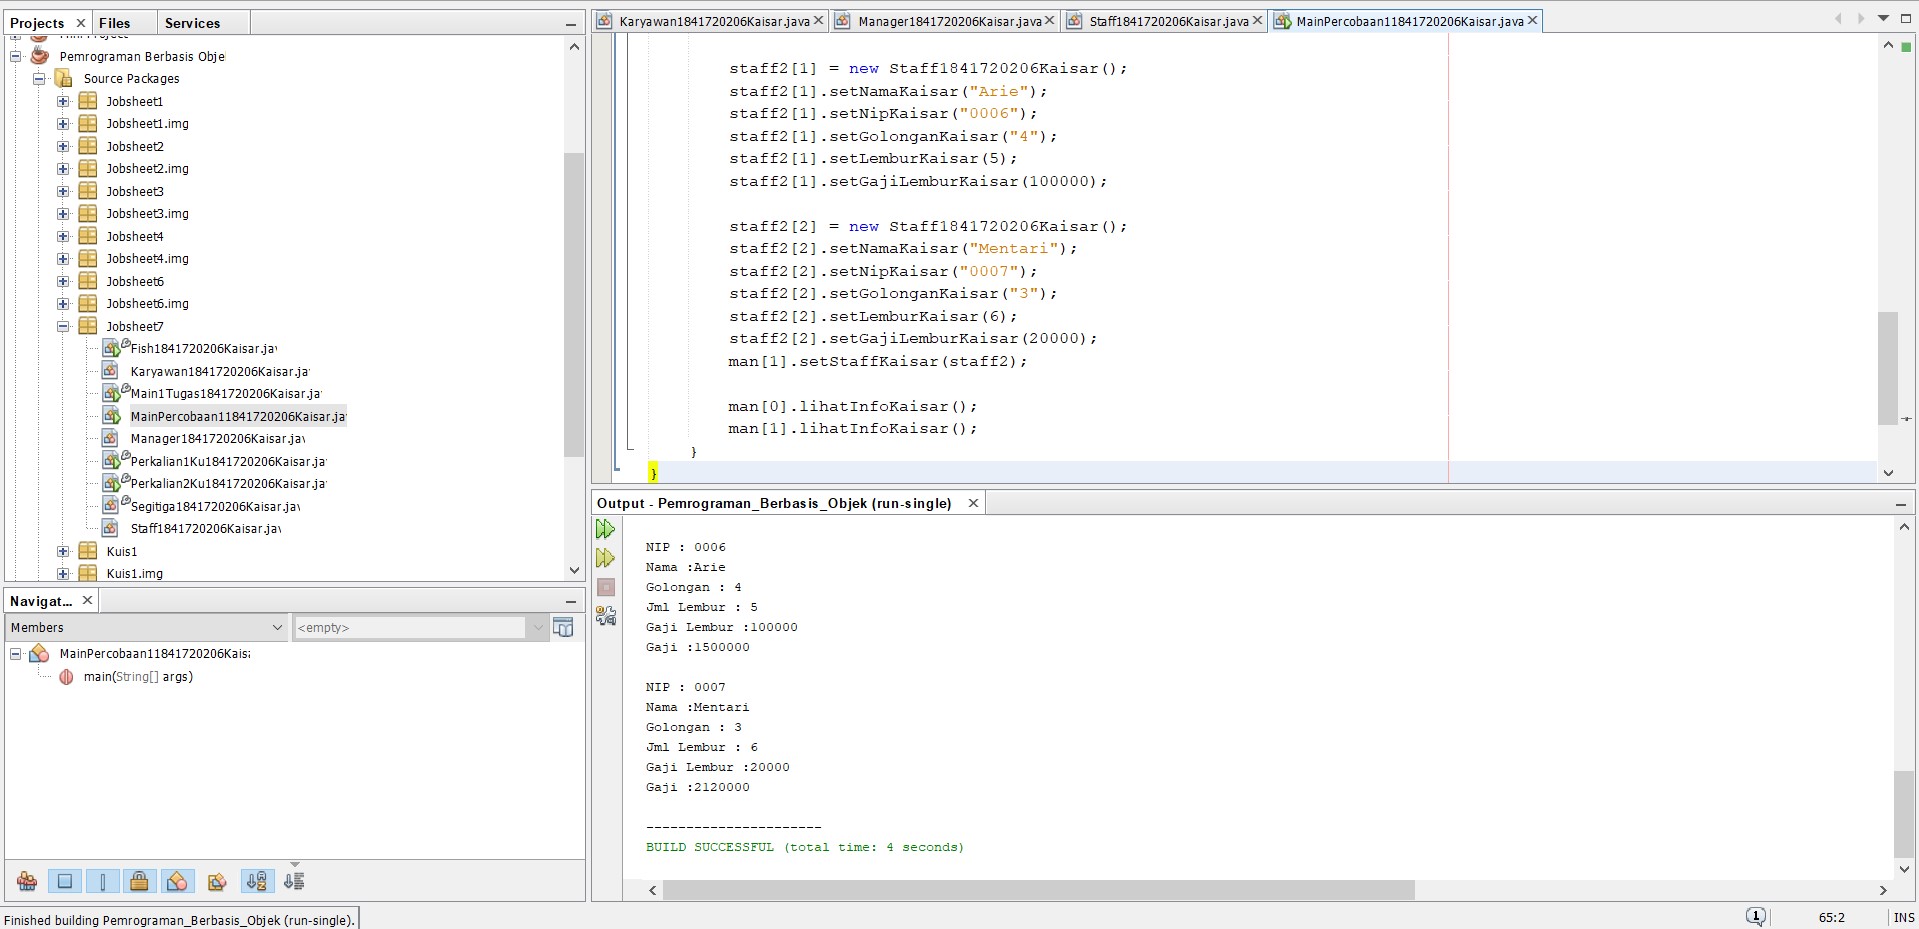 Projects
Files
Services
Pemrograman Berbasis Obje
Source Packages
Jobsheet1
Jobsheet1.img
Jobsheet2
Jobsheet2.img
Jobsheet3
Jobsheet3.img
Jobsheet4
Jobsheet4.img
Jobsheet6
Jobsheet6.img
Jobsheet7
Fish1841720206Kaisar.jav
Karyawan1841720206Kaisar.ja
Main1Tugas1841720206Kaisar.ja
MainPercobaan11841720206Kaisar.ja
Manager1841720206Kaisar.jav
Perkalian1Ku1841720206Kaisar.ja
Perkalian2Ku1841720206Kaisar.ja
Segitiga1841720206Kaisar.jav
Staff1841720206Kaisar.jav
Kuis1
Kuis1.img
Navigat...
Members
<empty>
MainPercobaan11841720206Kaisa
main(String[] args)
Karyawan1841720206Kaisar.java
Manager1841720206Kaisar.java
Staff1841720206Kaisar.java
MainPercobaan11841720206Kaisar.java
staff2[1] = new Staff1841720206Kaisar();
staff2[1].setNamaKaisar("Arie");
staff2[1].setNipKaisar("0006");
staff2[1].setGolonganKaisar("4");
staff2[1].setLemburKaisar(5);
staff2[1].setGajiLemburKaisar(100000);
staff2[2] = new Staff1841720206Kaisar();
staff2[2].setNamaKaisar("Mentari");
staff2[2].setNipKaisar("0007");
staff2[2].setGolonganKaisar("3");
staff2[2].setLemburKaisar(6);
staff2[2].setGajiLemburKaisar(20000);
man[1].setStaffKaisar(staff2);
man[0].lihatInfoKaisar();
man[1].lihatInfoKaisar();
}
}
Output - Pemrograman_Berbasis_Objek (run-single)
NIP : 0006
Nama :Arie
Golongan : 4
Jml Lembur : 5
Gaji Lembur :100000
Gaji :1500000
NIP : 0007
Nama :Mentari
Golongan : 3
Jml Lembur : 6
Gaji Lembur :20000
Gaji :2120000
----------------------
BUILD SUCCESSFUL (total time: 4 seconds)
Finished building Pemrograman_Berbasis_Objek (run-single).
1
65:2
INS